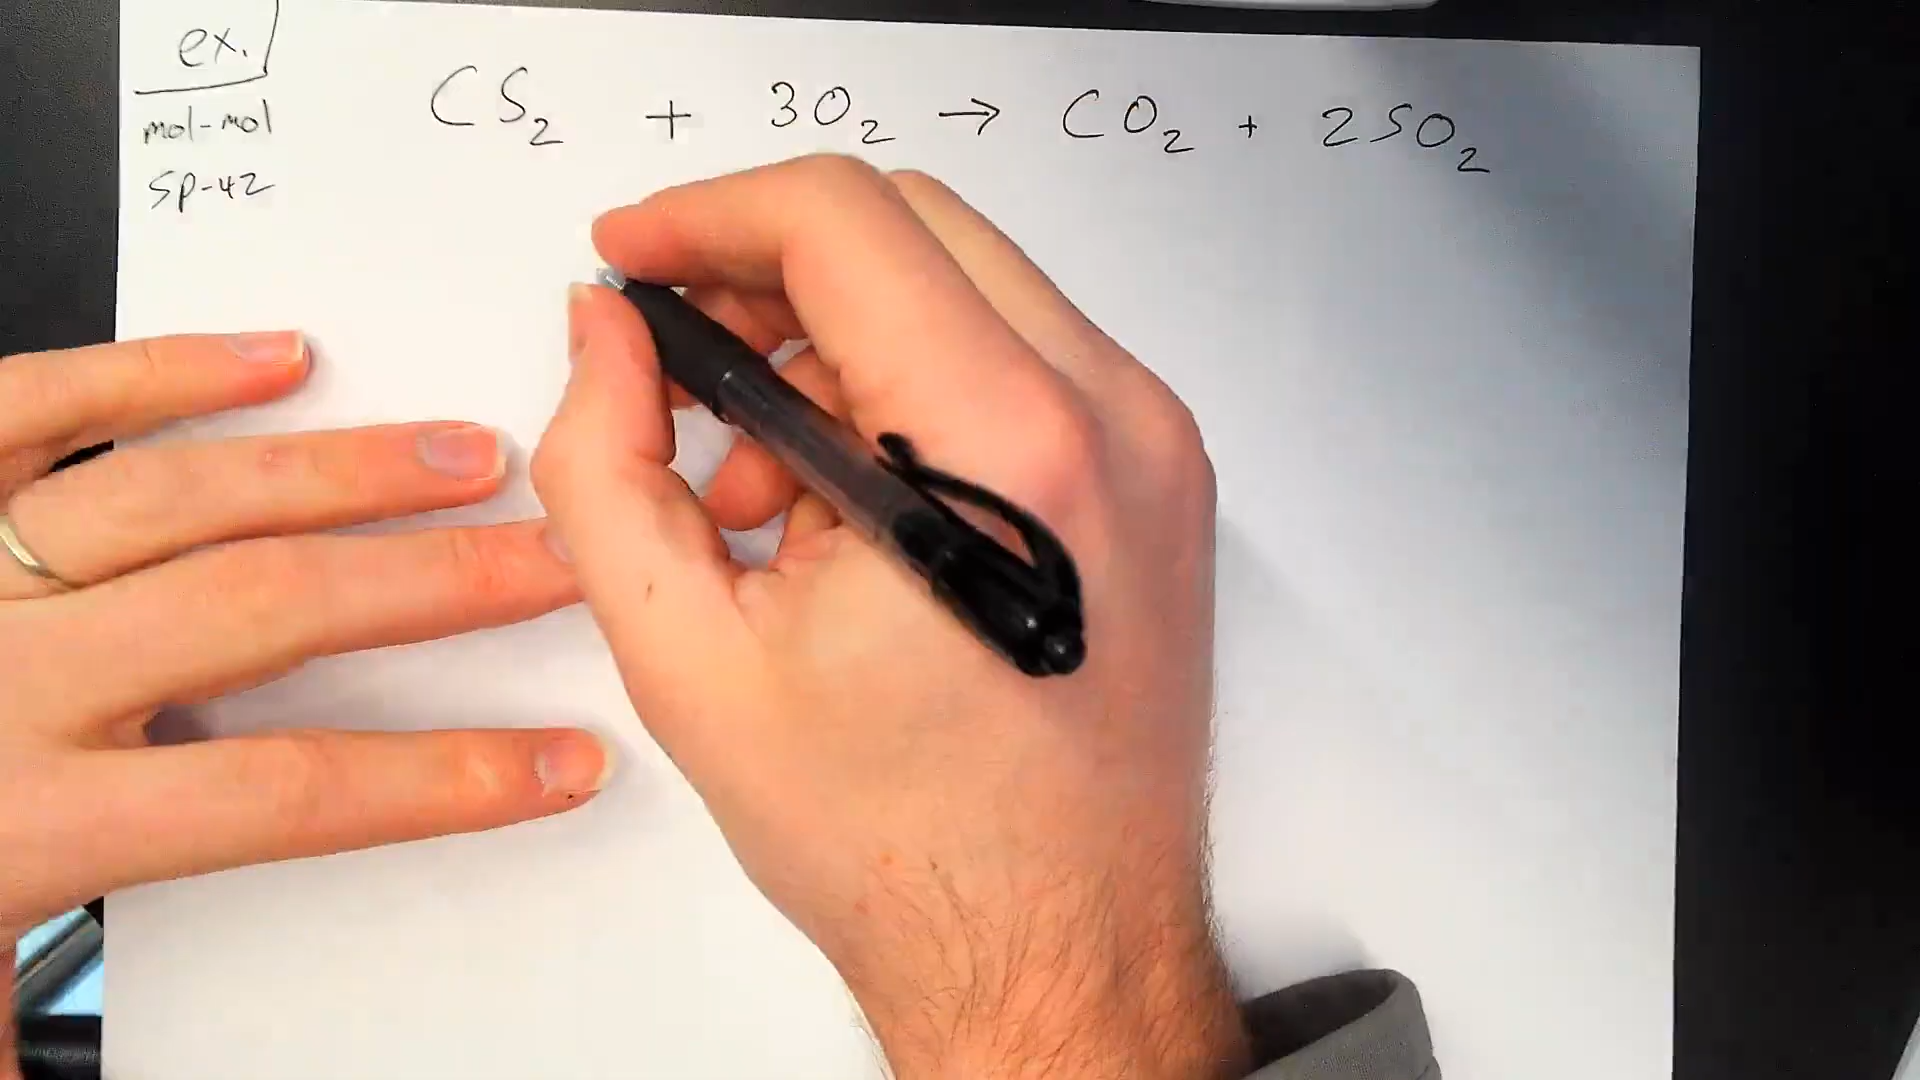 ex.
mol-mol
SP-42
CS₂ + 3O₂ → CO₂ + 2SO₂